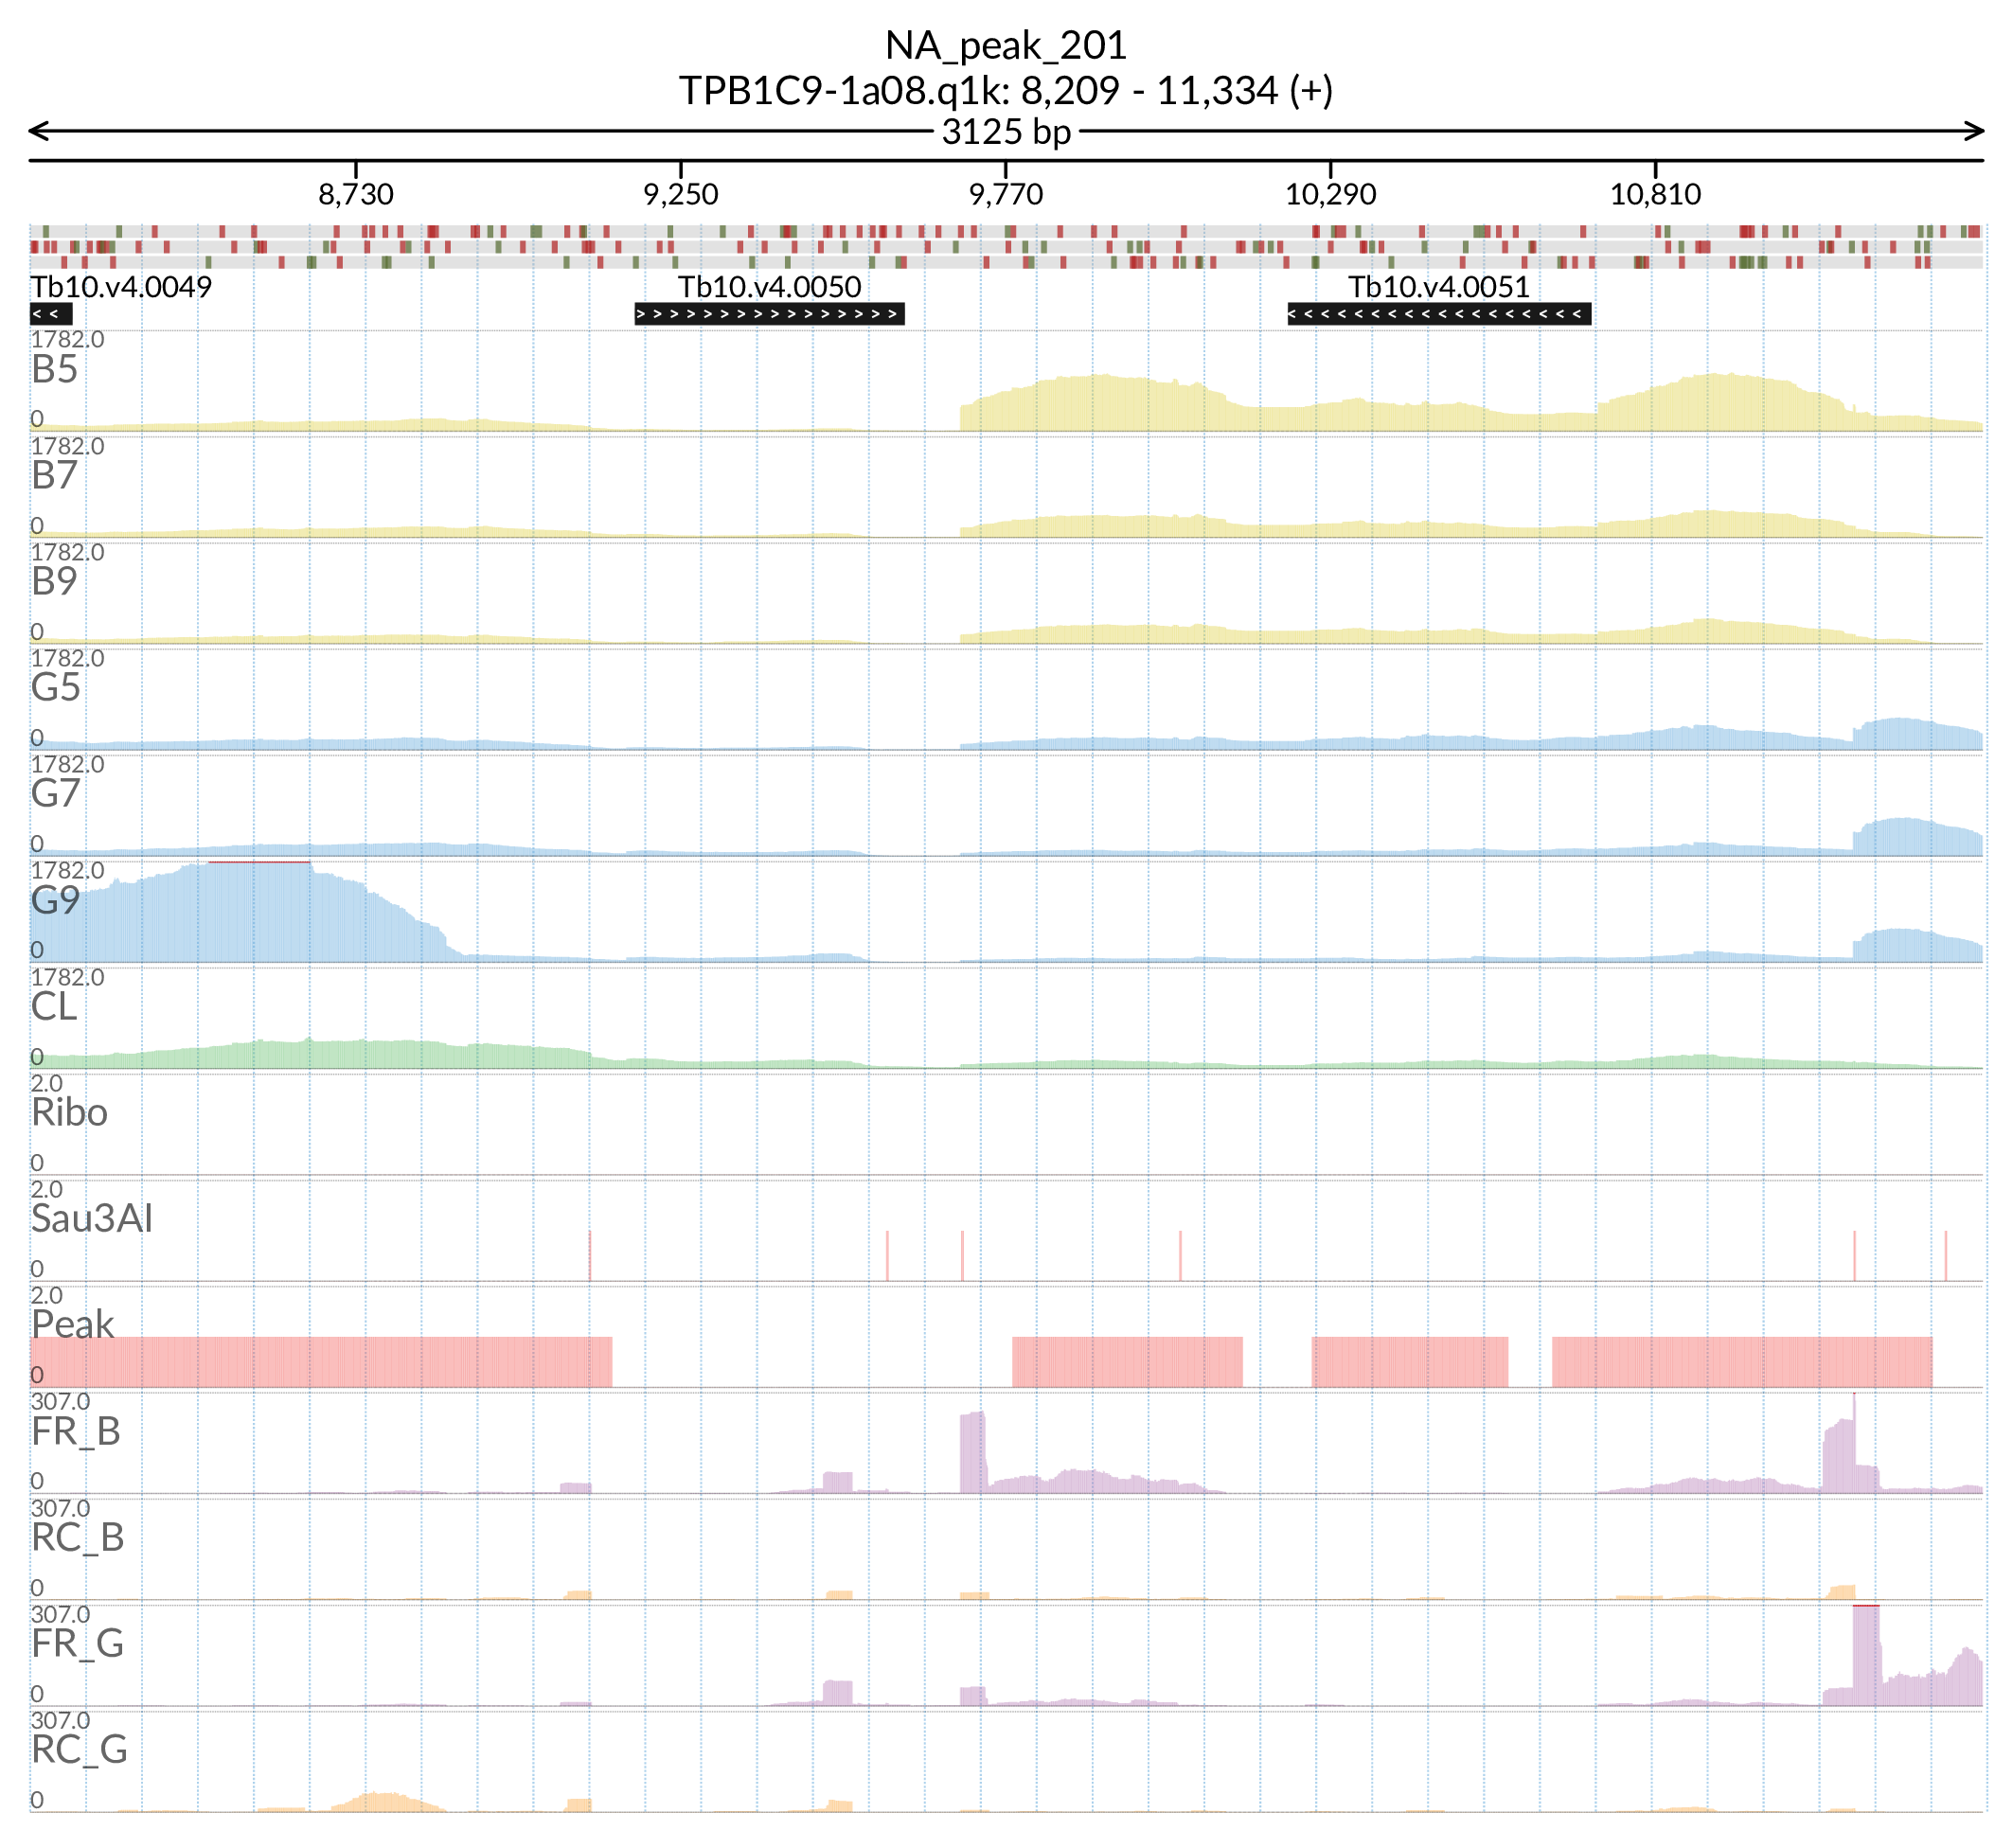 NA_peak_201
TPB1C9-1a08.q1k: 8,209 - 11,334 (+)
3125 bp
8,730 9,250 9,770 10,290 10,810
Tb10.v4.0049 Tb10.v4.0050 Tb10.v4.0051
1782.0
B5
0
1782.0
B7
0
1782.0
B9
0
1782.0
G5
0
1782.0
G7
0
1782.0
G9
0
1782.0
CL
0
2.0
Ribo
0
2.0
Sau3AI
0
2.0
Peak
0
307.0
FR_B
0
307.0
RC_B
0
307.0
FR_G
0
307.0
RC_G
0